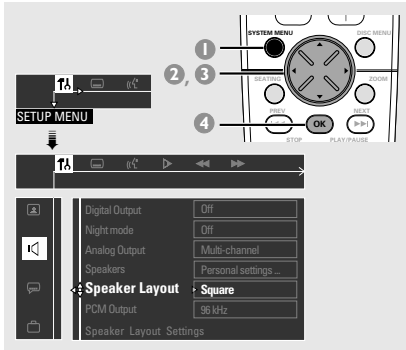 SYSTEM MENU
DISC MENU
1
2, 3
SEATING
ZOOM
PREV
NEXT
4
OK
STOP
PLAY/PAUSE
SETUP MENU
Digital Output Off
Night mode Off
Analog Output Multi-channel
Speakers Personal settings ...
Speaker Layout Square
PCM Output 96 kHz
Speaker Layout Settings